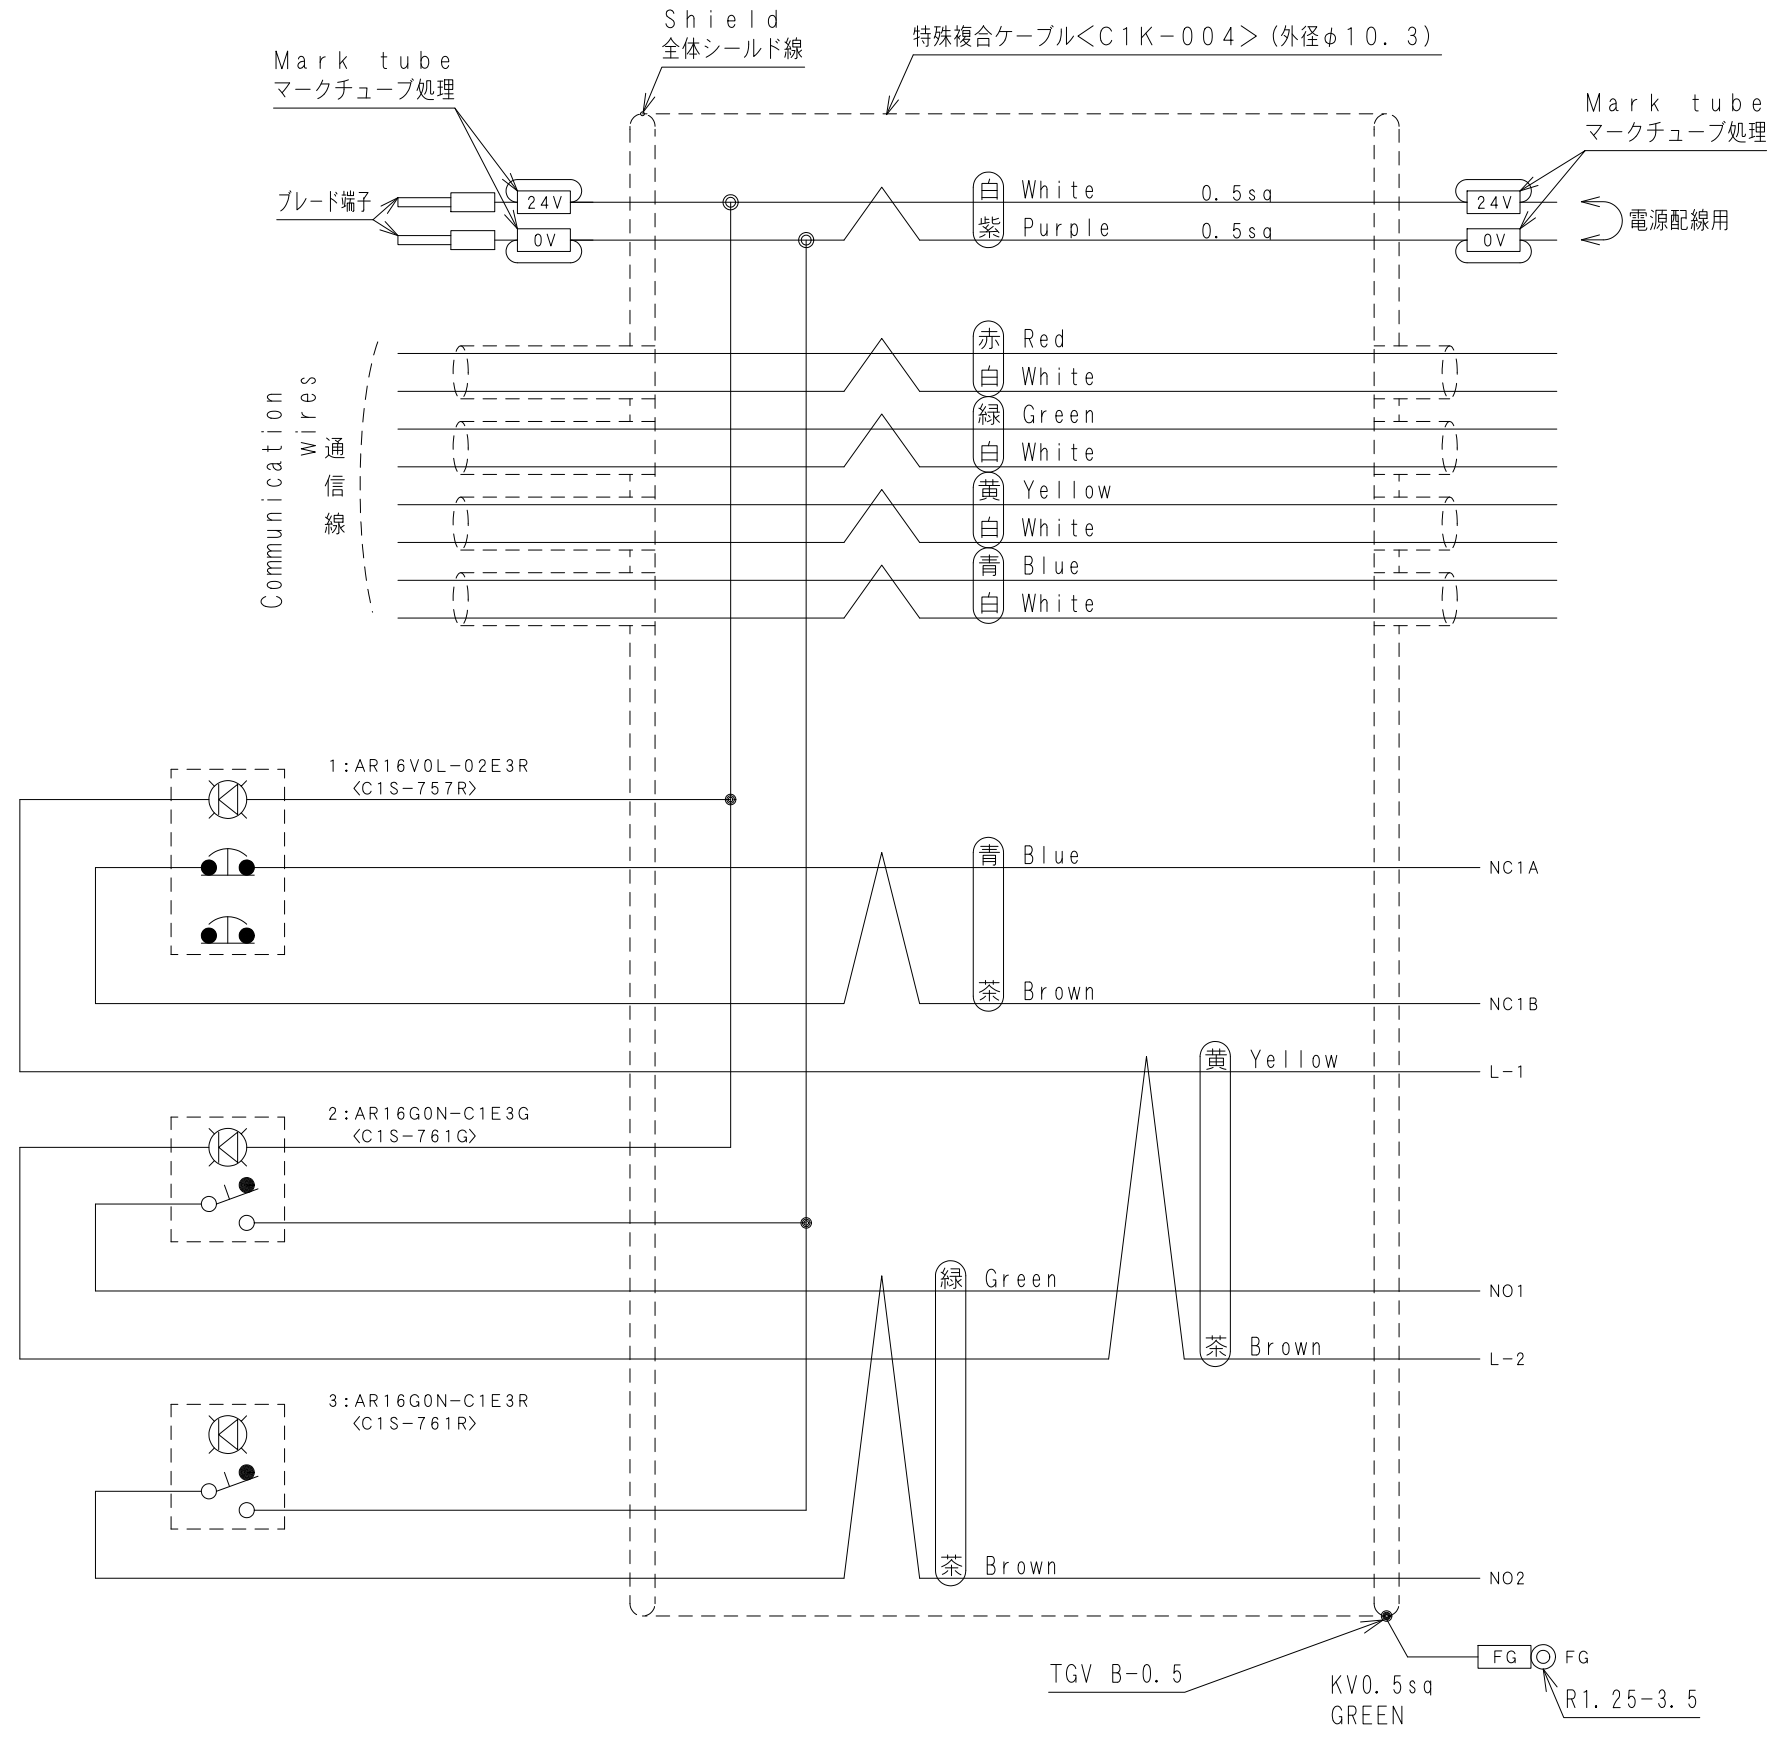 Shield
全体シールド線
特殊複合ケーブル<C1K-004>(外径φ10.3)
Mark tube
マークチューブ処理
Mark tube
マークチューブ処理
ブレード端子
24V
0V
白 White 0.5sq
紫 Purple 0.5sq
24V
0V
電源配線用
Communication
wires
通信線
赤 Red
白 White
緑 Green
白 White
黄 Yellow
白 White
青 Blue
白 White
1:AR16V0L-02E3R
<C1S-757R>
青 Blue
NC1A
茶 Brown
NC1B
黄 Yellow
L-1
2:AR16G0N-C1E3G
<C1S-761G>
緑 Green
NO1
茶 Brown
L-2
3:AR16G0N-C1E3R
<C1S-761R>
茶 Brown
NO2
TGV B-0.5
KV0.5sq
GREEN
FG
FG
R1.25-3.5